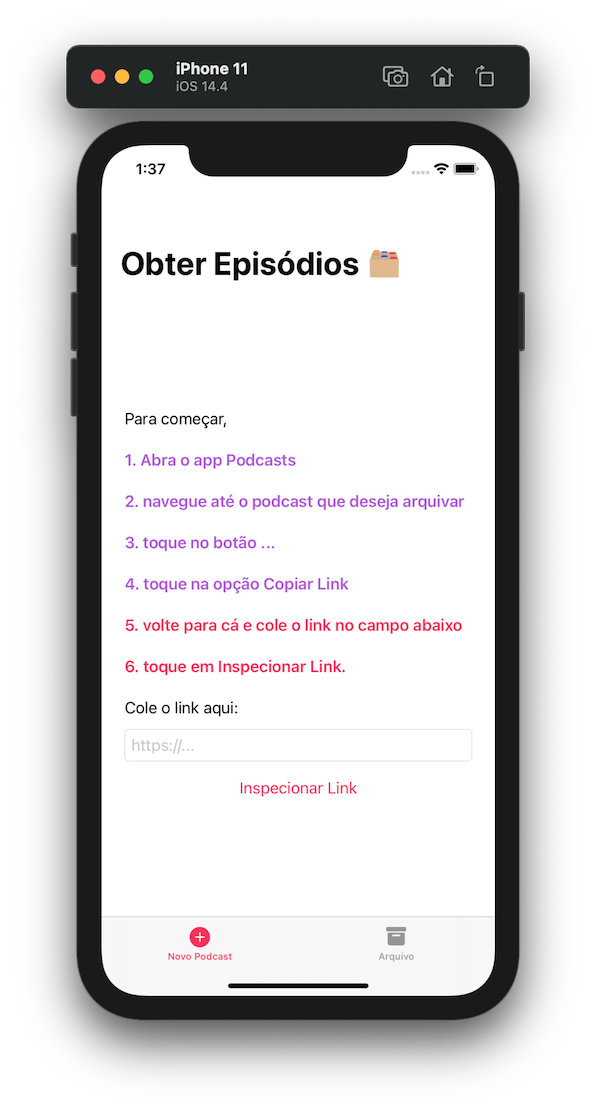 iPhone 11
iOS 14.4
1:37
Obter Episódios
Para começar,
1. Abra o app Podcasts
2. navegue até o podcast que deseja arquivar
3. toque no botão ...
4. toque na opção Copiar Link
5. volte para cá e cole o link no campo abaixo
6. toque em Inspecionar Link.
Cole o link aqui:
https://...
Inspecionar Link
Novo Podcast
Arquivo